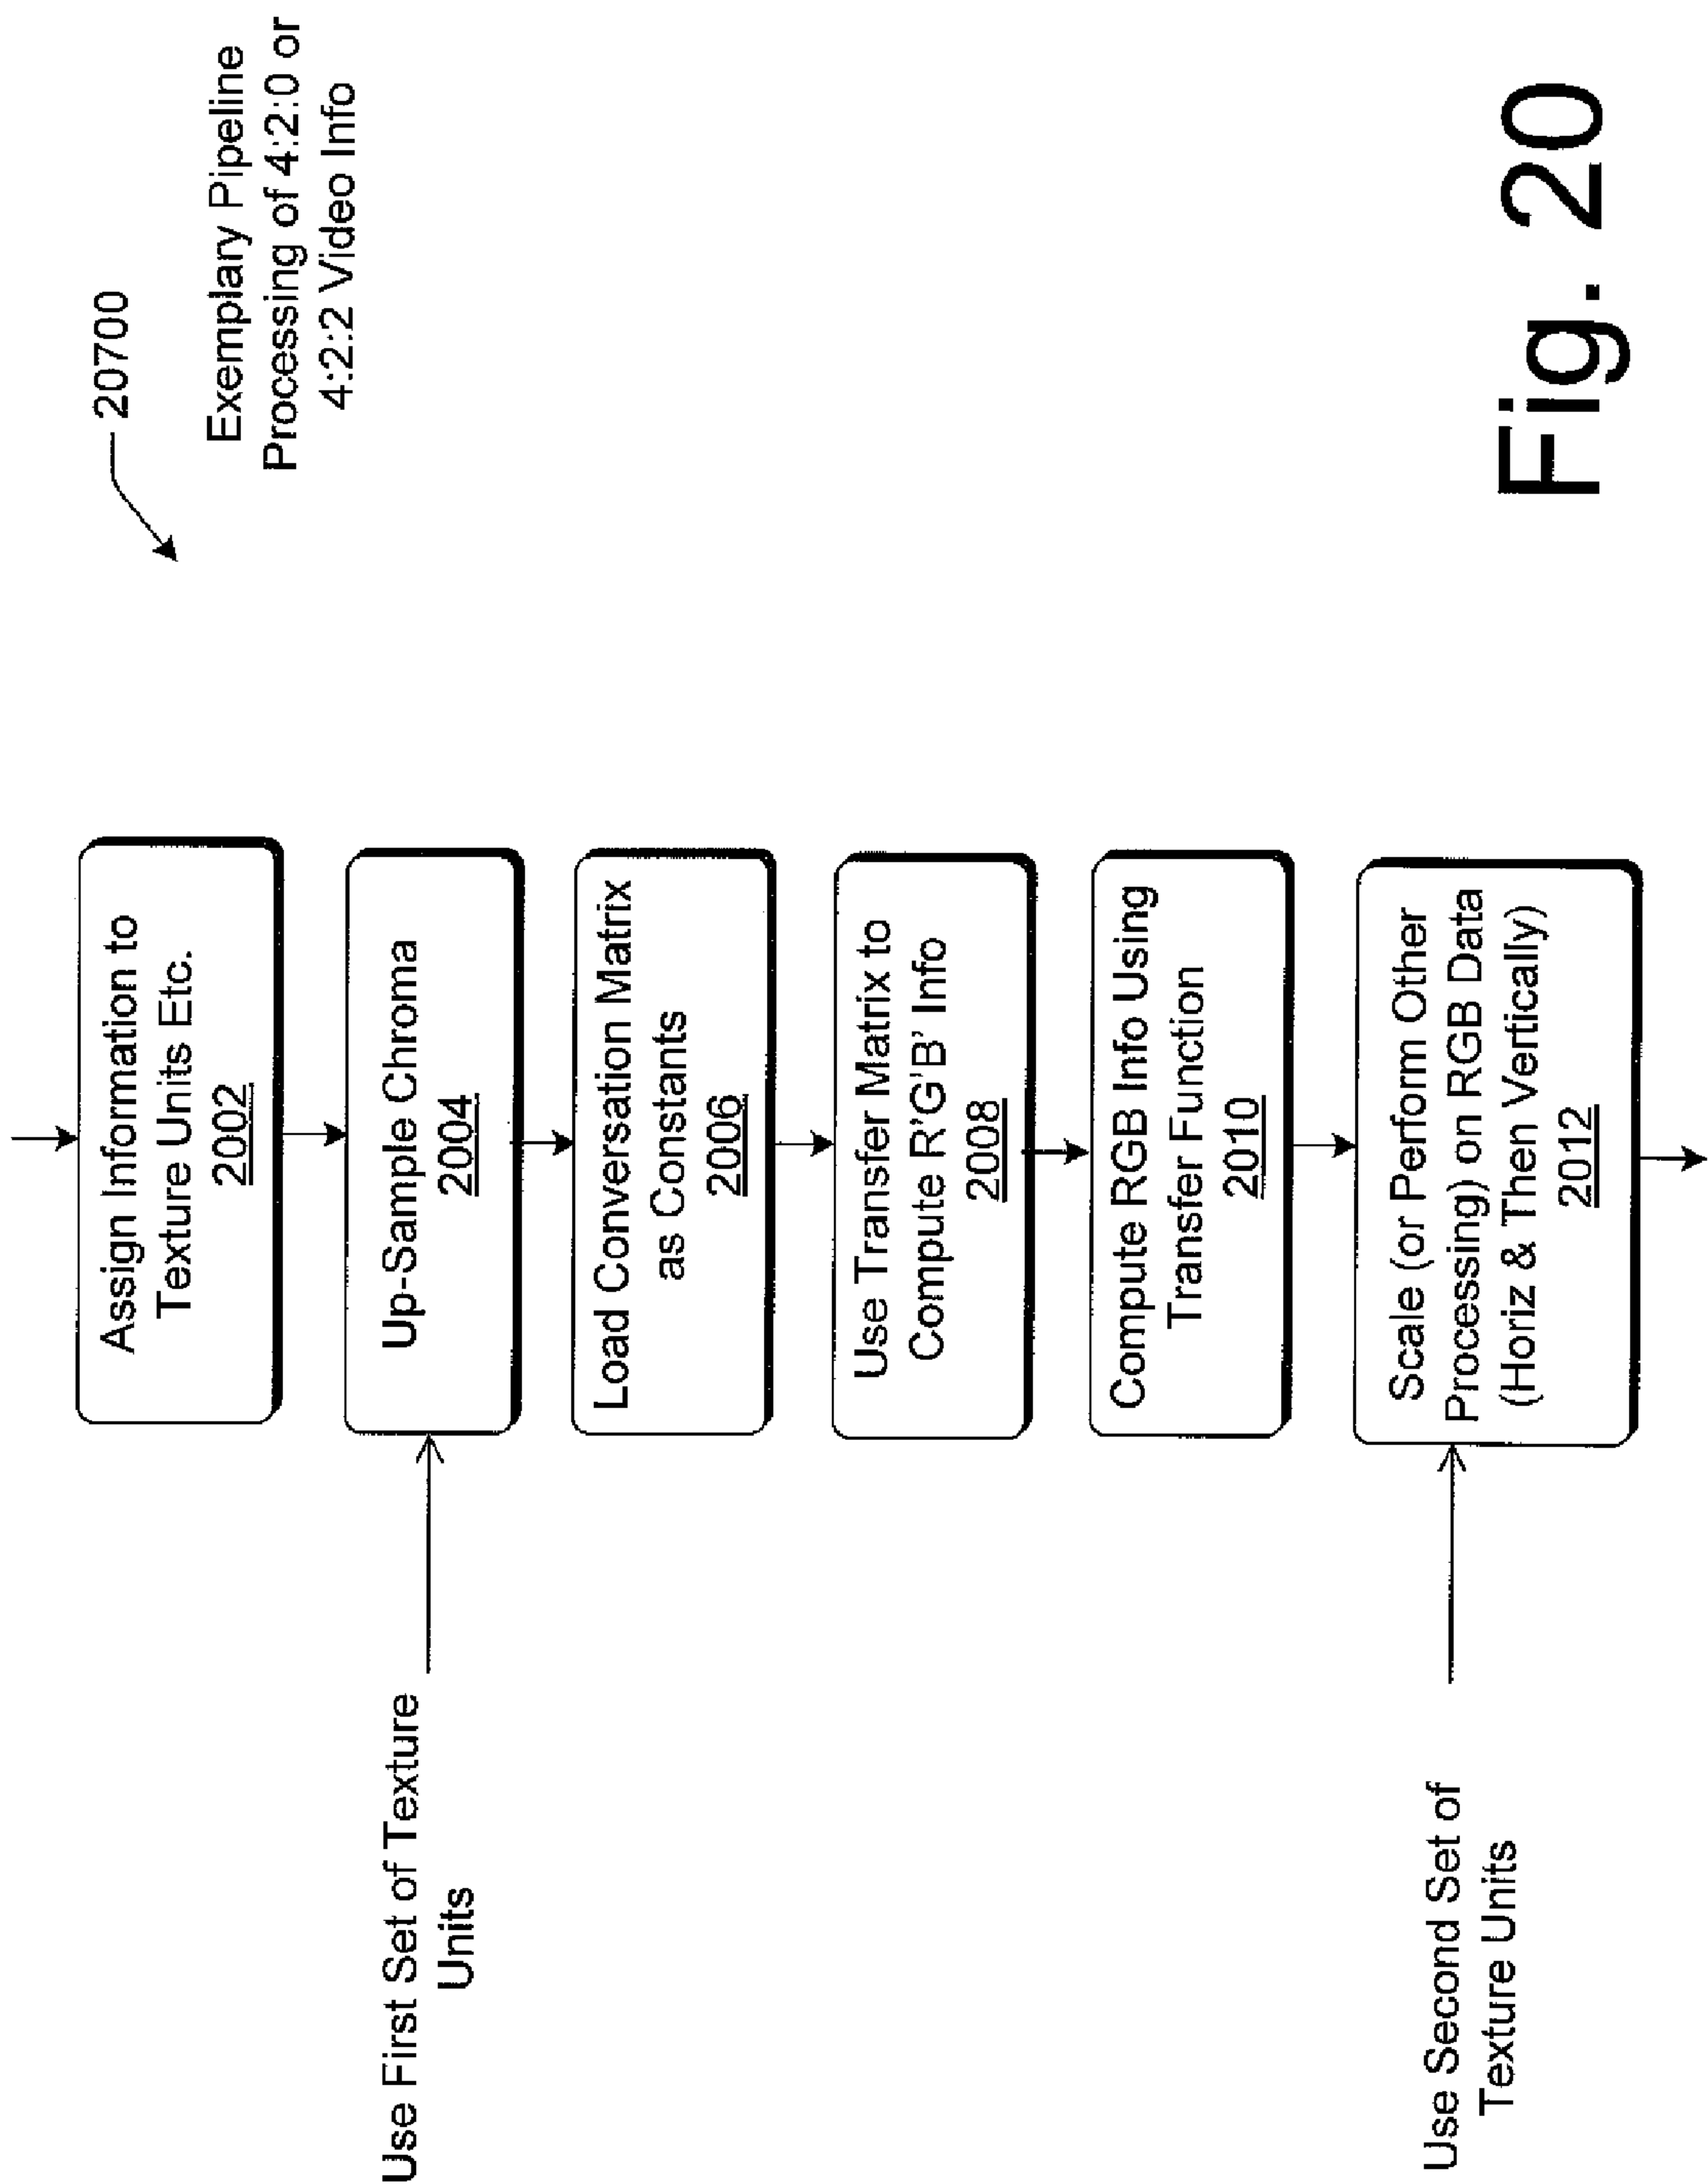 20700
Exemplary Pipeline
Processing of 4:2:0 or
4:2:2 Video Info
Assign Information to
Texture Units Etc.
2002
Use First Set of Texture
Units
Up-Sample Chroma
2004
Load Conversation Matrix
as Constants
2006
Use Transfer Matrix to
Compute R'G'B' Info
2008
Compute RGB Info Using
Transfer Function
2010
Use Second Set of
Texture Units
Scale (or Perform Other
Processing) on RGB Data
(Horiz & Then Vertically)
2012
Fig. 20